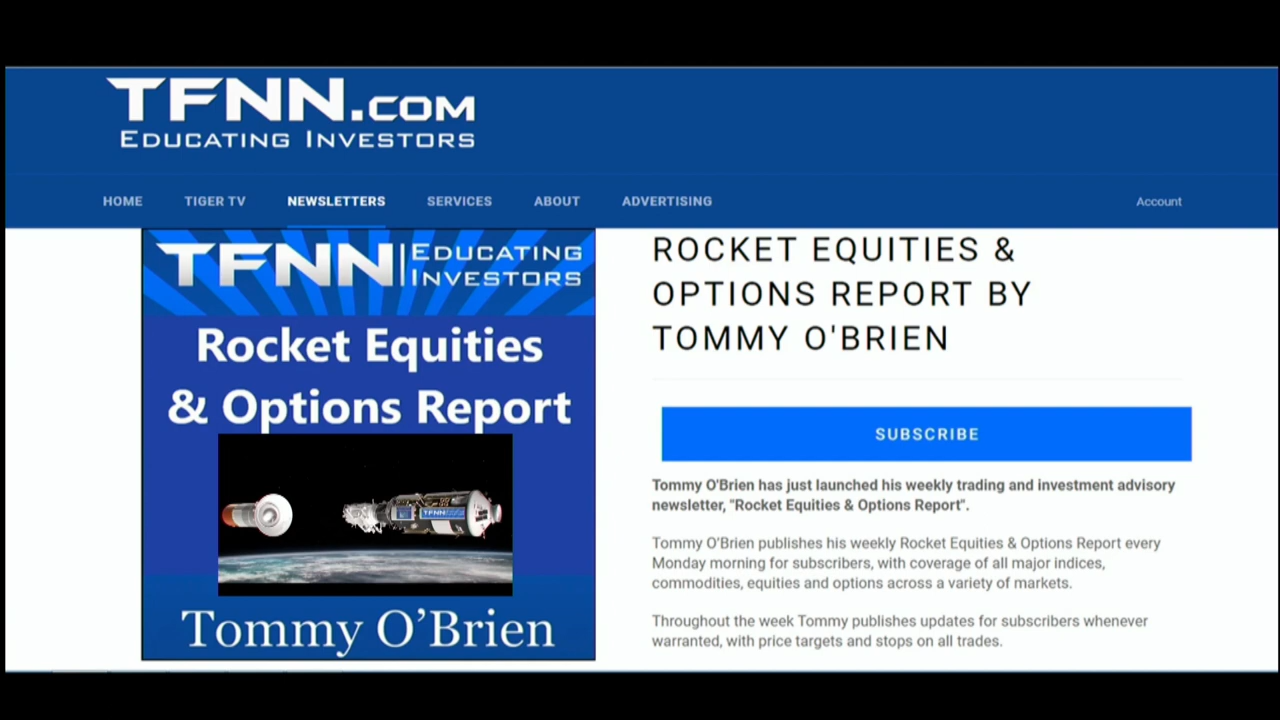 TFNN.COM
EDUCATING INVESTORS
HOME TIGER TV NEWSLETTERS SERVICES ABOUT ADVERTISING Account
TFNN EDUCATING
INVESTORS
Rocket Equities
& Options Report
TFNN
Tommy O’Brien
ROCKET EQUITIES &
OPTIONS REPORT BY
TOMMY O'BRIEN
SUBSCRIBE
Tommy O'Brien has just launched his weekly trading and investment advisory
newsletter, "Rocket Equities & Options Report".
Tommy O'Brien publishes his weekly Rocket Equities & Options Report every
Monday morning for subscribers, with coverage of all major indices,
commodities, equities and options across a variety of markets.
Throughout the week Tommy publishes updates for subscribers whenever
warranted, with price targets and stops on all trades.